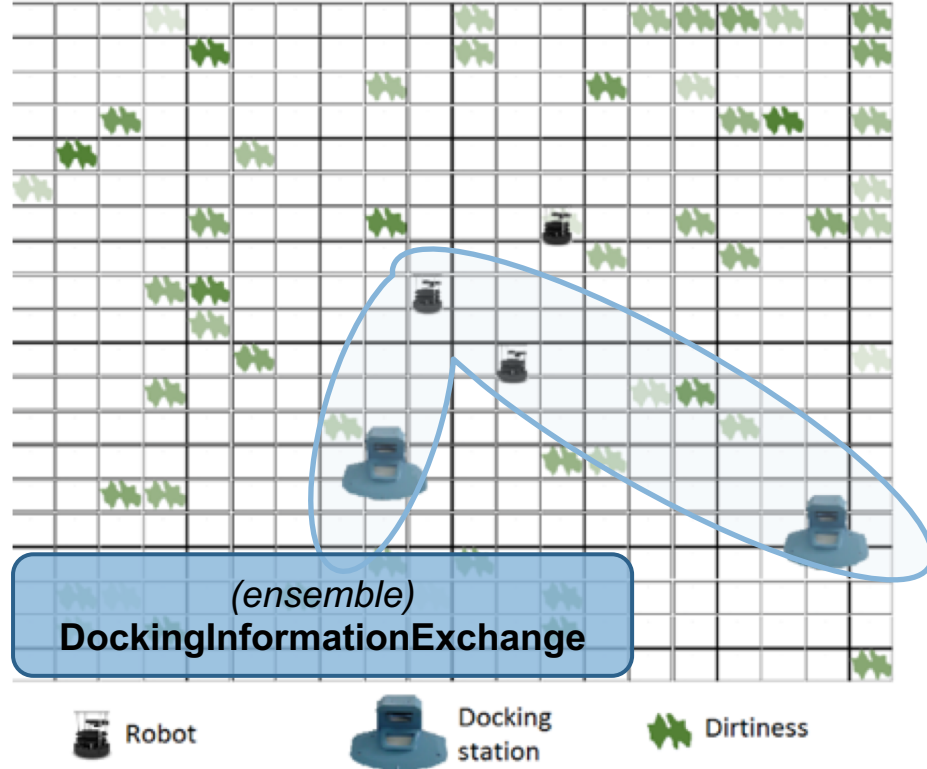 (ensemble)
DockingInformationExchange
Robot
Docking
station
Dirtiness